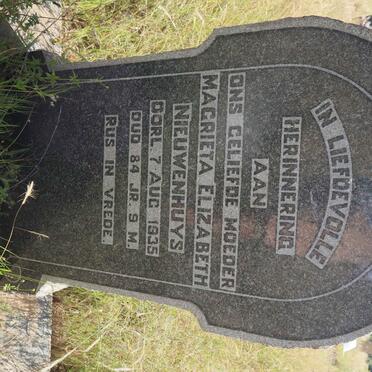 IN LIEFDEVOLLE
HERINNERING
AAN
ONS GELIEFDE MOEDER
MAGRIETA ELIZABETH
NIEUWENHUYS
OORL. 7 AUG. 1935
OUD 84 JR. 9 M.
RUS IN VREDE.